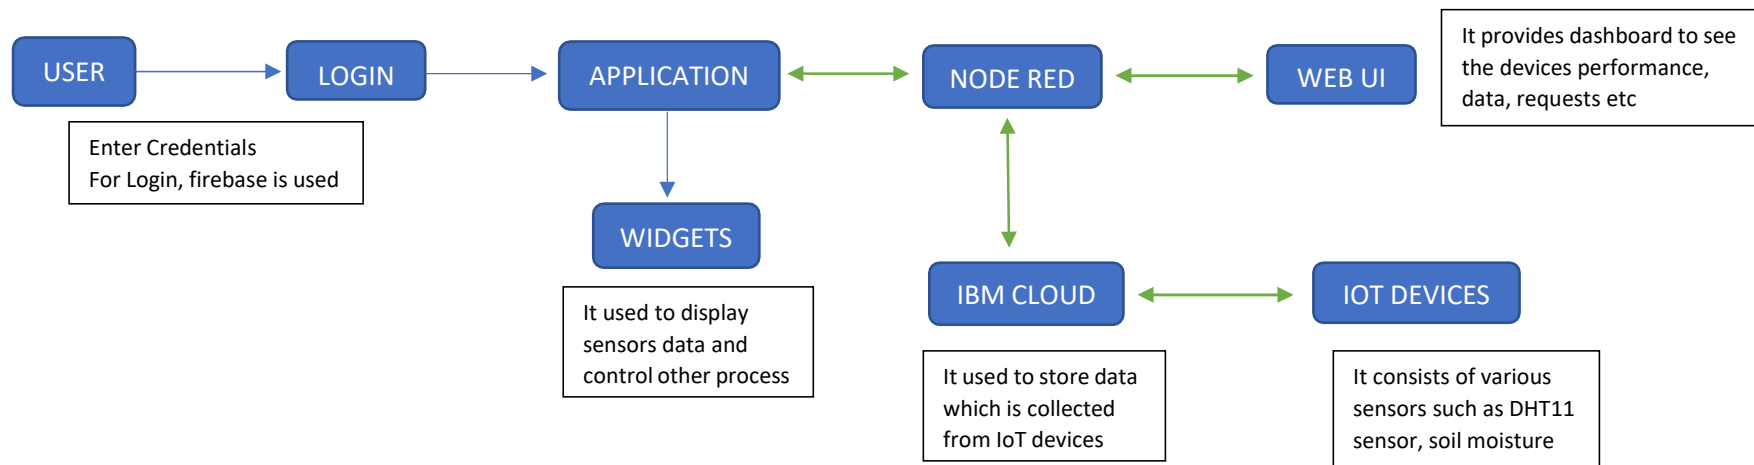 USER
LOGIN
APPLICATION
NODE RED
WEB UI
It provides dashboard to see
the devices performance,
data, requests etc
Enter Credentials
For Login, firebase is used
WIDGETS
It used to display
sensors data and
control other process
IBM CLOUD
IOT DEVICES
It used to store data
which is collected
from IoT devices
It consists of various
sensors such as DHT11
sensor, soil moisture